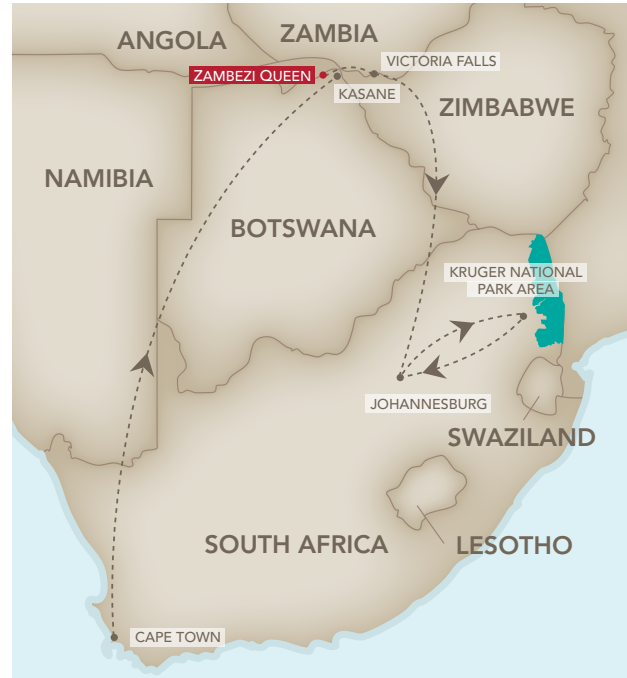 ANGOLA
ZAMBIA
VICTORIA FALLS
ZAMBEZI QUEEN
KASANE
ZIMBABWE
NAMIBIA
BOTSWANA
KRUGER NATIONAL
PARK AREA
JOHANNESBURG
SWAZILAND
SOUTH AFRICA
LESOTHO
CAPE TOWN